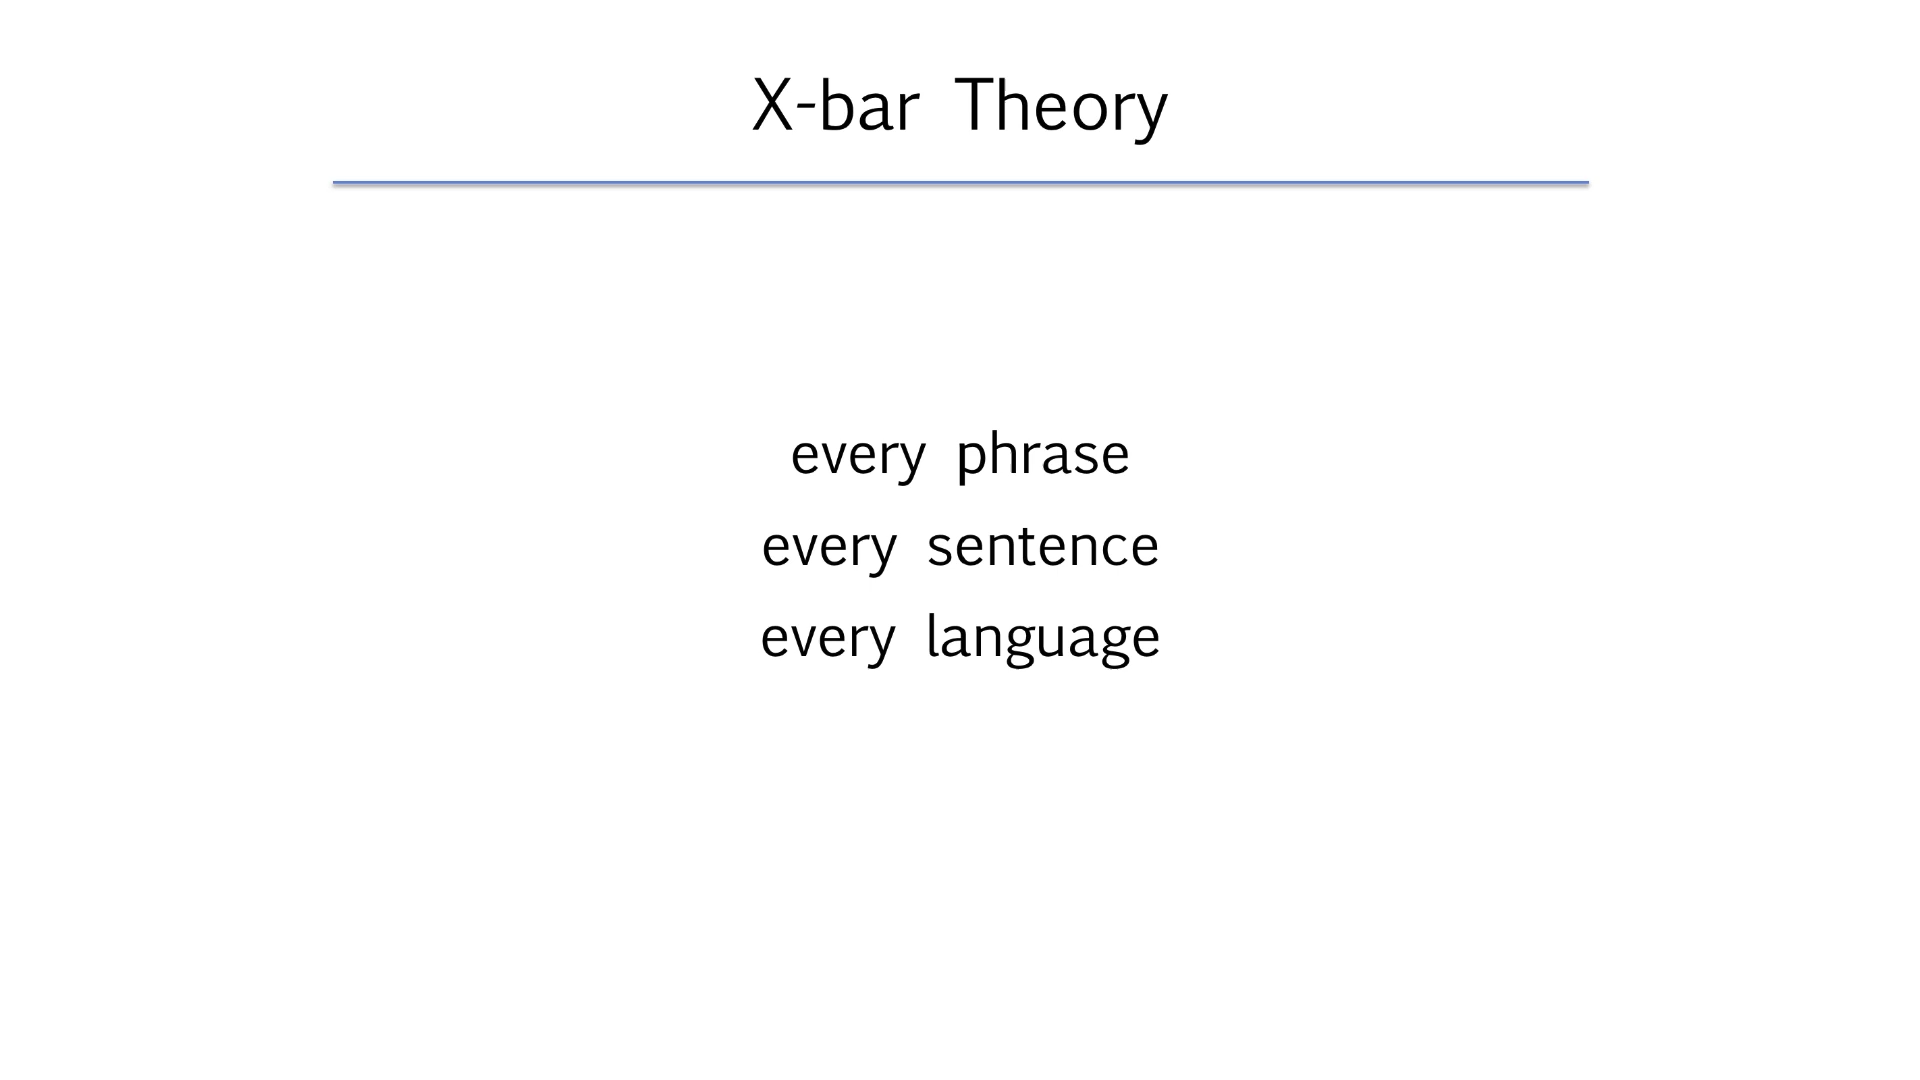 X-bar Theory
every phrase
every sentence
every language